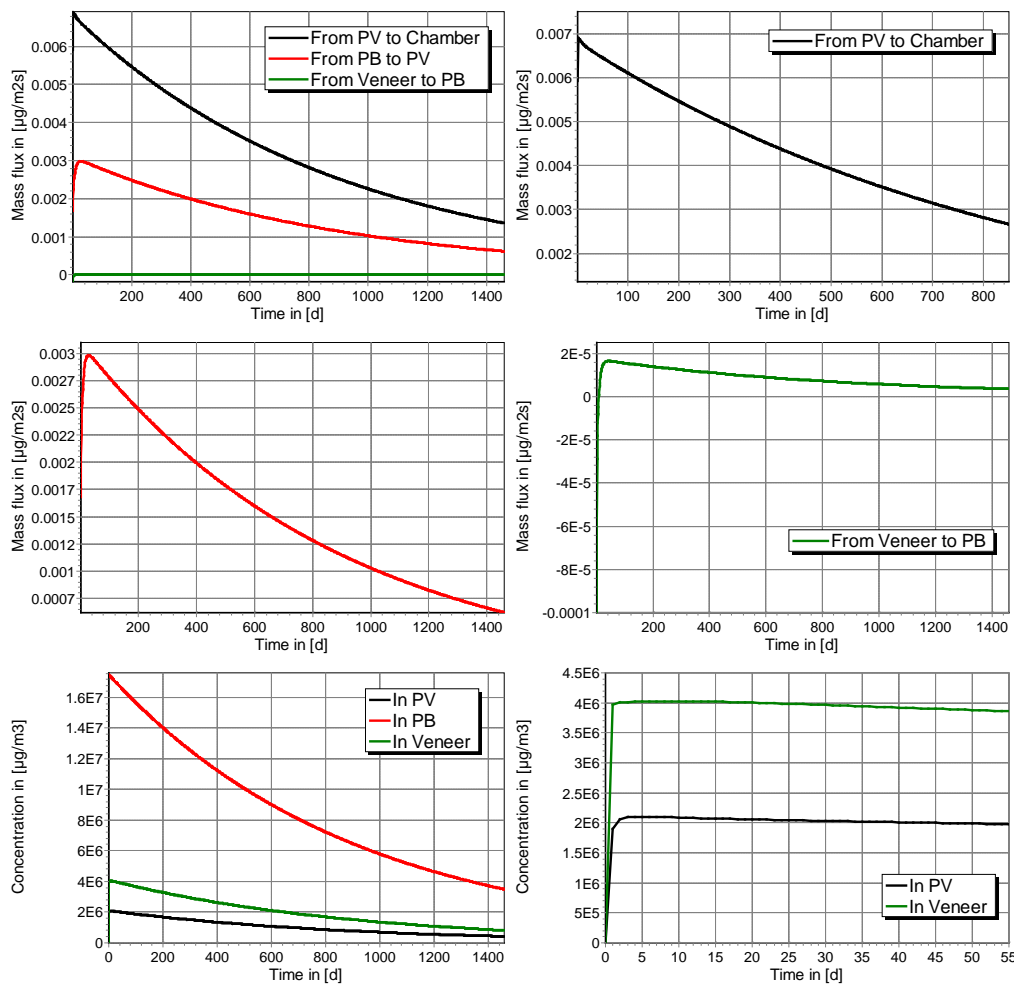 Mass flux in [µg/m2s]
0.006
0.005
0.004
0.003
0.002
0.001
0
From PV to Chamber
From PB to PV
From Veneer to PB
200 400 600 800 1000 1200 1400
Time in [d]
Mass flux in [µg/m2s]
0.007
0.006
0.005
0.004
0.003
0.002
From PV to Chamber
100 200 300 400 500 600 700 800
Time in [d]
Mass flux in [µg/m2s]
0.003
0.0027
0.0025
0.0022
0.002
0.0017
0.0015
0.0012
0.001
0.0007
200 400 600 800 1000 1200 1400
Time in [d]
Mass flux in [µg/m2s]
2E-5
0
-2E-5
-4E-5
-6E-5
-8E-5
-0.0001
From Veneer to PB
200 400 600 800 1000 1200 1400
Time in [d]
Concentration in [µg/m3]
1.6E7
1.4E7
1.2E7
1E7
8E6
6E6
4E6
2E6
0
In PV
In PB
In Veneer
0 200 400 600 800 1000 1200 1400
Time in [d]
Concentration in [µg/m3]
4.5E6
4E6
3.5E6
3E6
2.5E6
2E6
1.5E6
1E6
5E5
0
In PV
In Veneer
0 5 10 15 20 25 30 35 40 45 50 55
Time in [d]